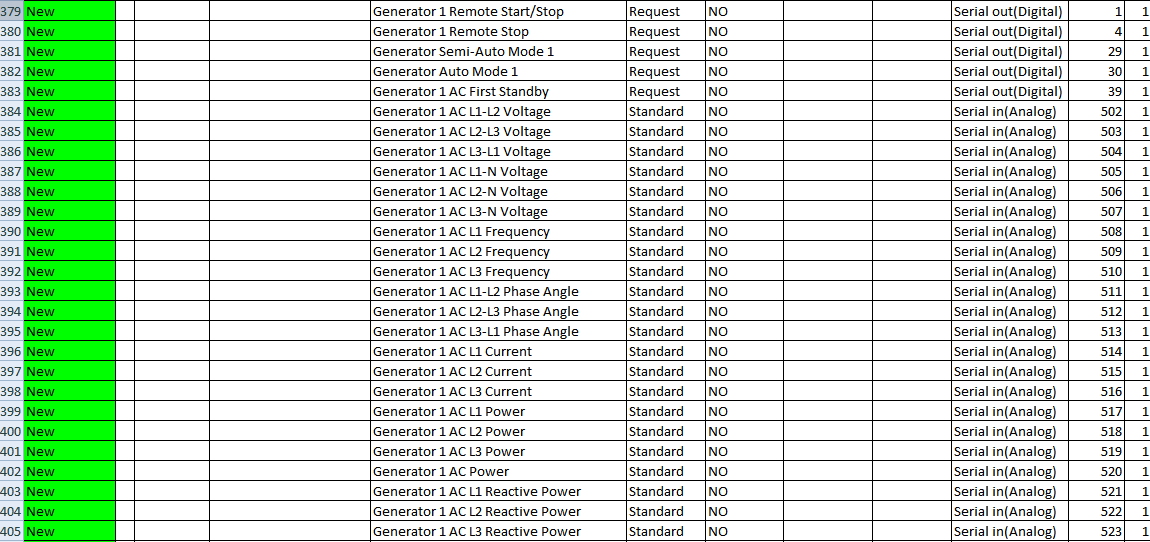 379 New Generator 1 Remote Start/Stop Request NO Serial out(Digital) 1 1
380 New Generator 1 Remote Stop Request NO Serial out(Digital) 4 1
381 New Generator Semi-Auto Mode 1 Request NO Serial out(Digital) 29 1
382 New Generator Auto Mode 1 Request NO Serial out(Digital) 30 1
383 New Generator 1 AC First Standby Request NO Serial out(Digital) 39 1
384 New Generator 1 AC L1-L2 Voltage Standard NO Serial in(Analog) 502 1
385 New Generator 1 AC L2-L3 Voltage Standard NO Serial in(Analog) 503 1
386 New Generator 1 AC L3-L1 Voltage Standard NO Serial in(Analog) 504 1
387 New Generator 1 AC L1-N Voltage Standard NO Serial in(Analog) 505 1
388 New Generator 1 AC L2-N Voltage Standard NO Serial in(Analog) 506 1
389 New Generator 1 AC L3-N Voltage Standard NO Serial in(Analog) 507 1
390 New Generator 1 AC L1 Frequency Standard NO Serial in(Analog) 508 1
391 New Generator 1 AC L2 Frequency Standard NO Serial in(Analog) 509 1
392 New Generator 1 AC L3 Frequency Standard NO Serial in(Analog) 510 1
393 New Generator 1 AC L1-L2 Phase Angle Standard NO Serial in(Analog) 511 1
394 New Generator 1 AC L2-L3 Phase Angle Standard NO Serial in(Analog) 512 1
395 New Generator 1 AC L3-L1 Phase Angle Standard NO Serial in(Analog) 513 1
396 New Generator 1 AC L1 Current Standard NO Serial in(Analog) 514 1
397 New Generator 1 AC L2 Current Standard NO Serial in(Analog) 515 1
398 New Generator 1 AC L3 Current Standard NO Serial in(Analog) 516 1
399 New Generator 1 AC L1 Power Standard NO Serial in(Analog) 517 1
400 New Generator 1 AC L2 Power Standard NO Serial in(Analog) 518 1
401 New Generator 1 AC L3 Power Standard NO Serial in(Analog) 519 1
402 New Generator 1 AC Power Standard NO Serial in(Analog) 520 1
403 New Generator 1 AC L1 Reactive Power Standard NO Serial in(Analog) 521 1
404 New Generator 1 AC L2 Reactive Power Standard NO Serial in(Analog) 522 1
405 New Generator 1 AC L3 Reactive Power Standard NO Serial in(Analog) 523 1